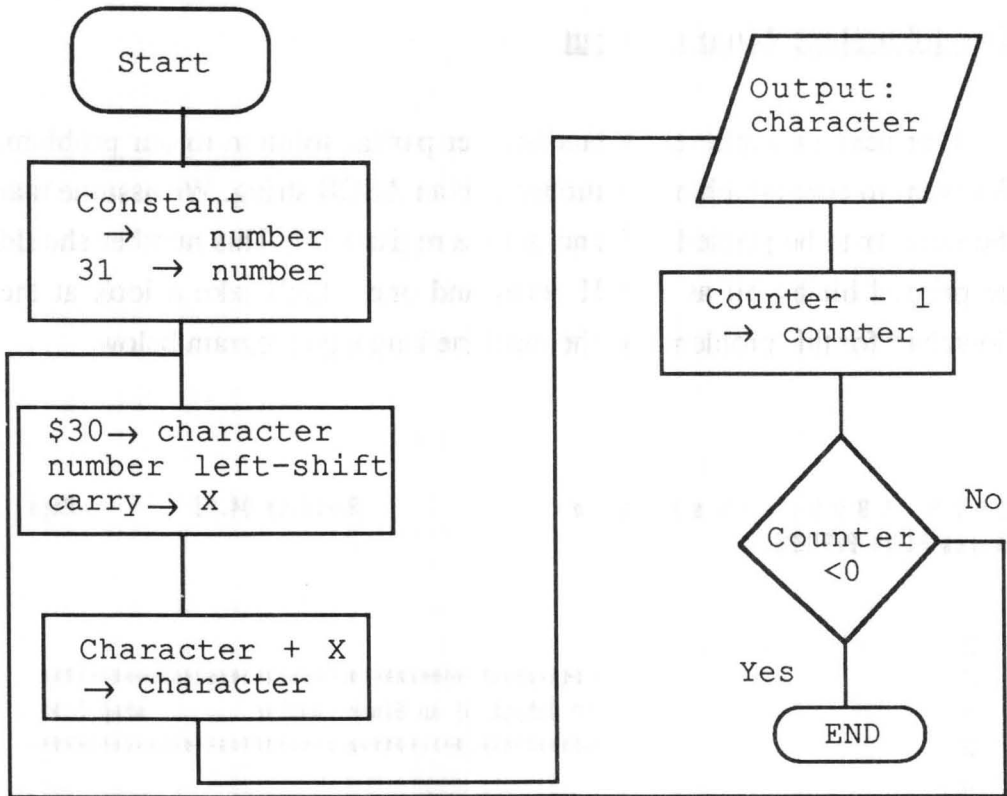 Start
Constant
→ number
31 → number
$30→ character
number left-shift
carry→ X
Character + X
→ character
Output:
character
Counter - 1
→ counter
Counter
<0
No
Yes
END